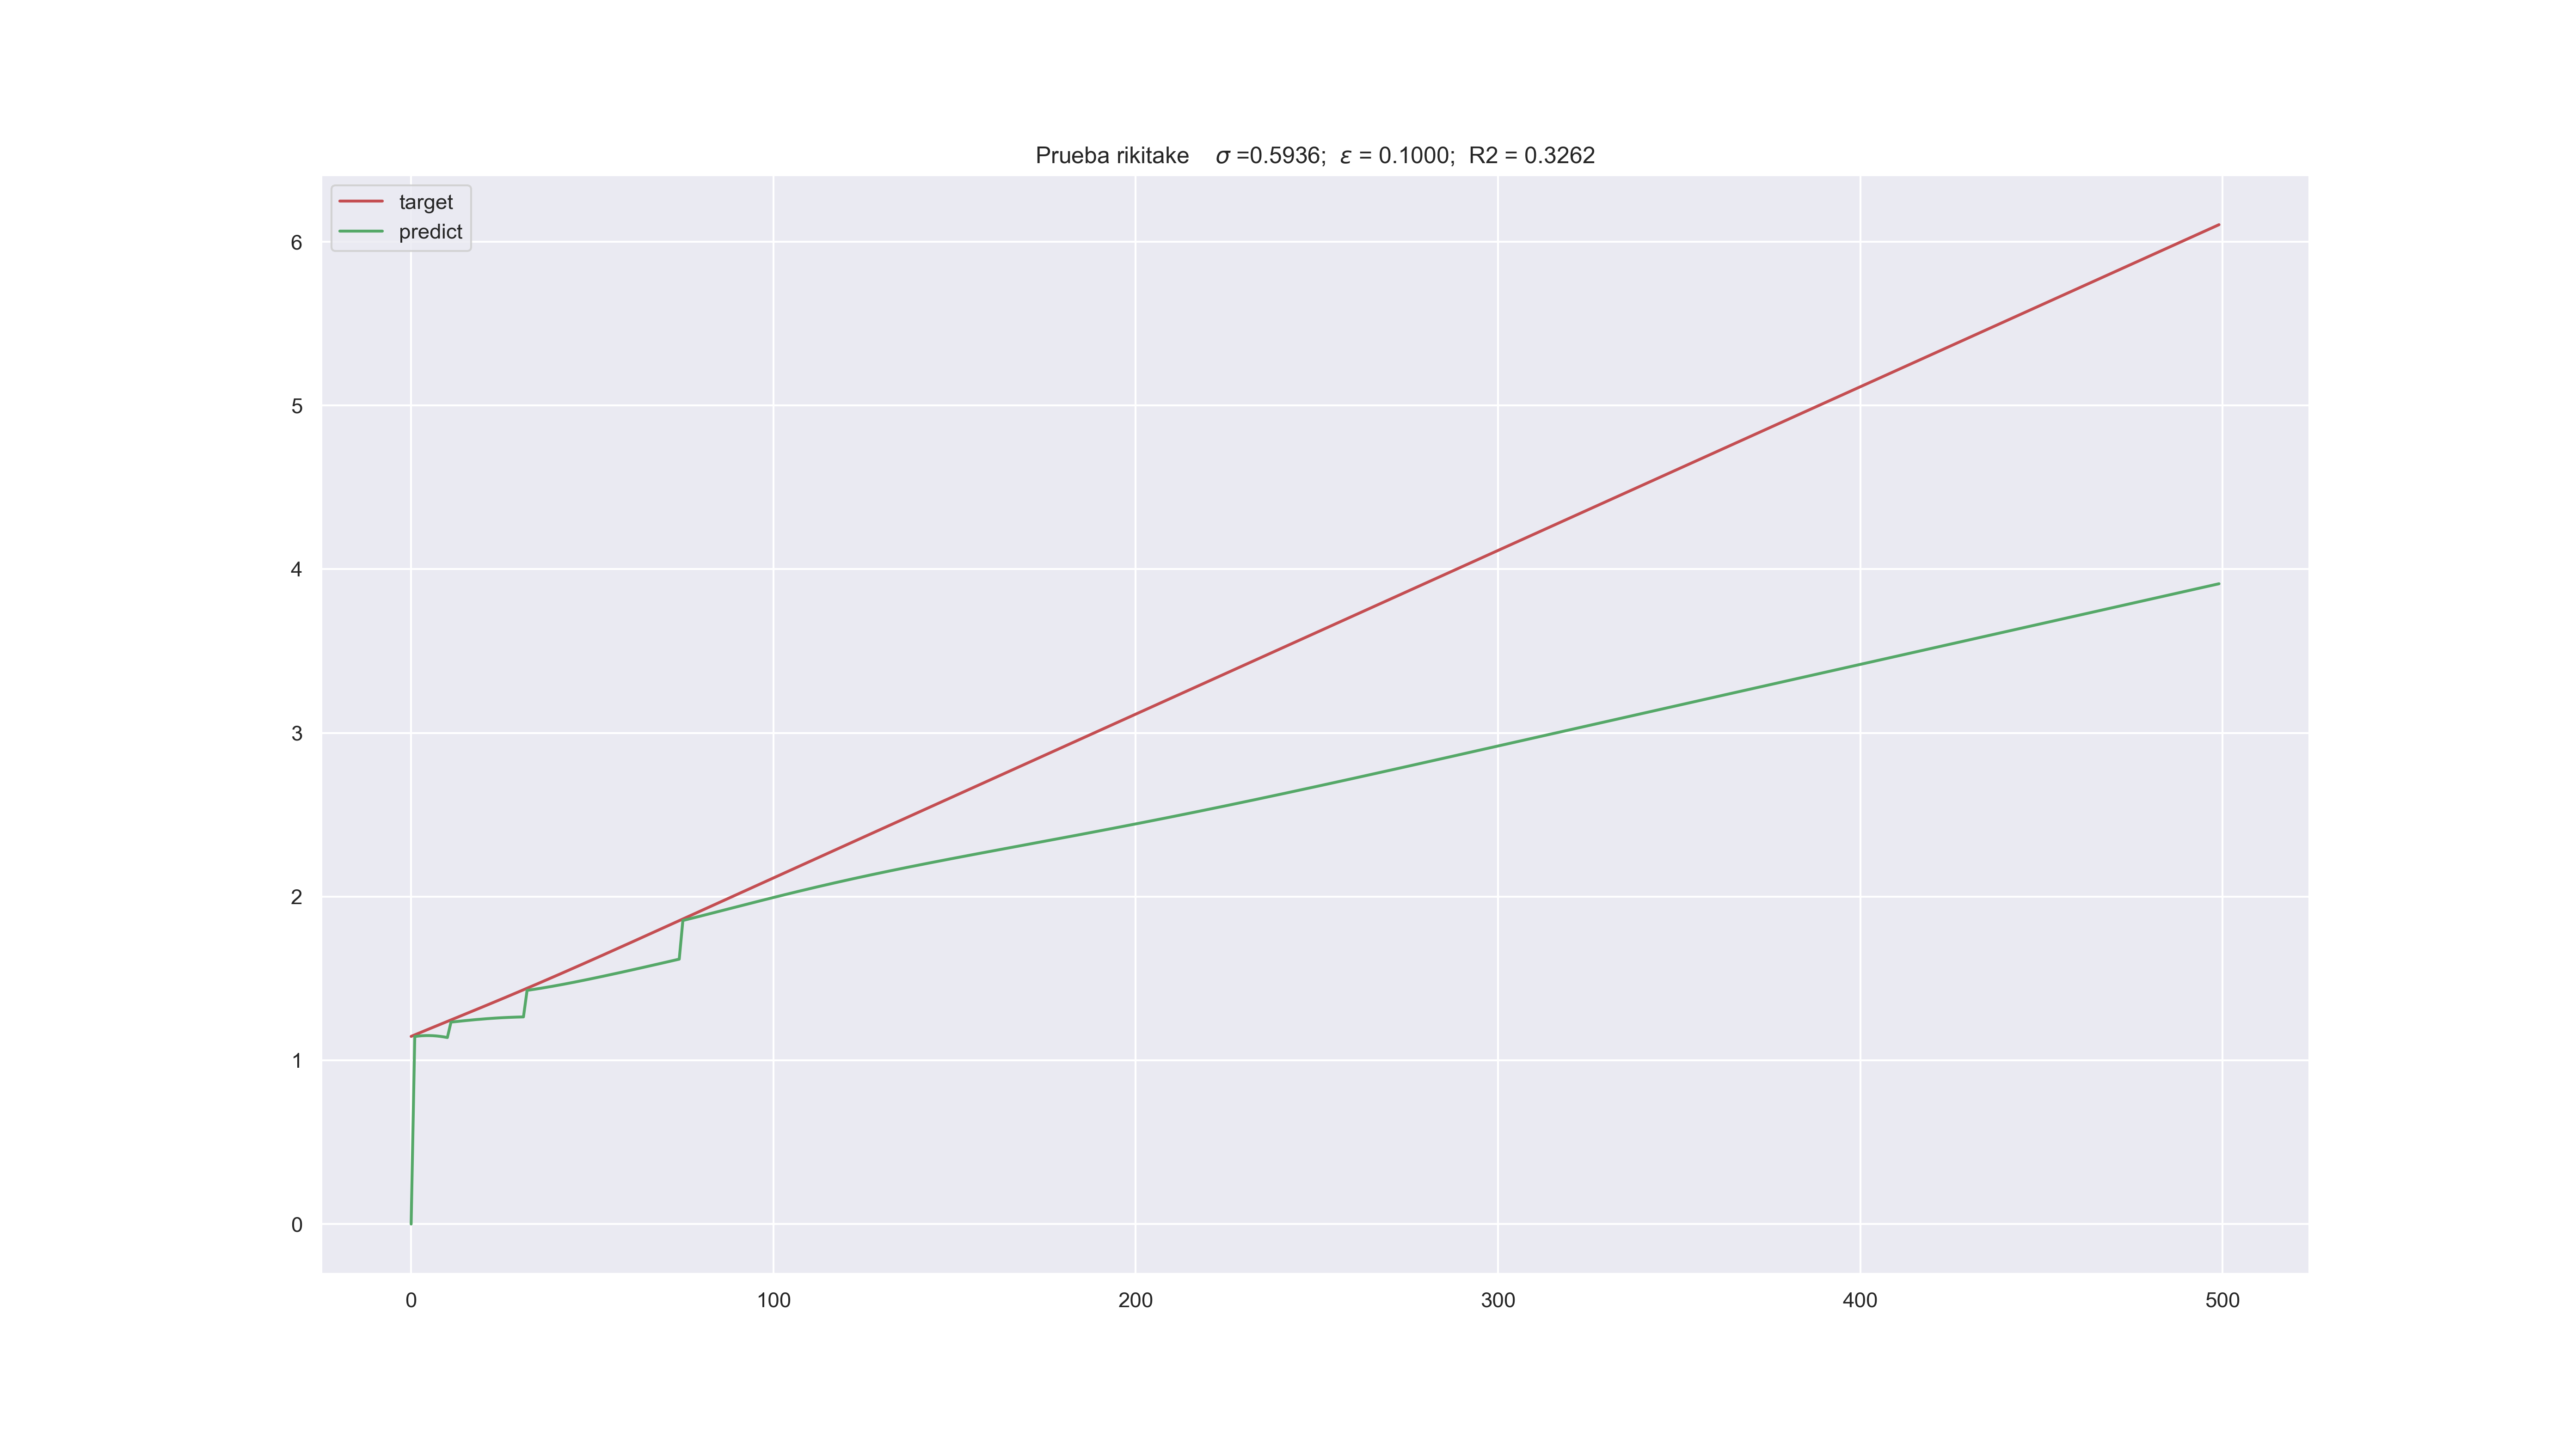 Prueba rikitake σ =0.5936; ε = 0.1000; R2 = 0.3262
target
predict
6
5
4
3
2
1
0
0 100 200 300 400 500